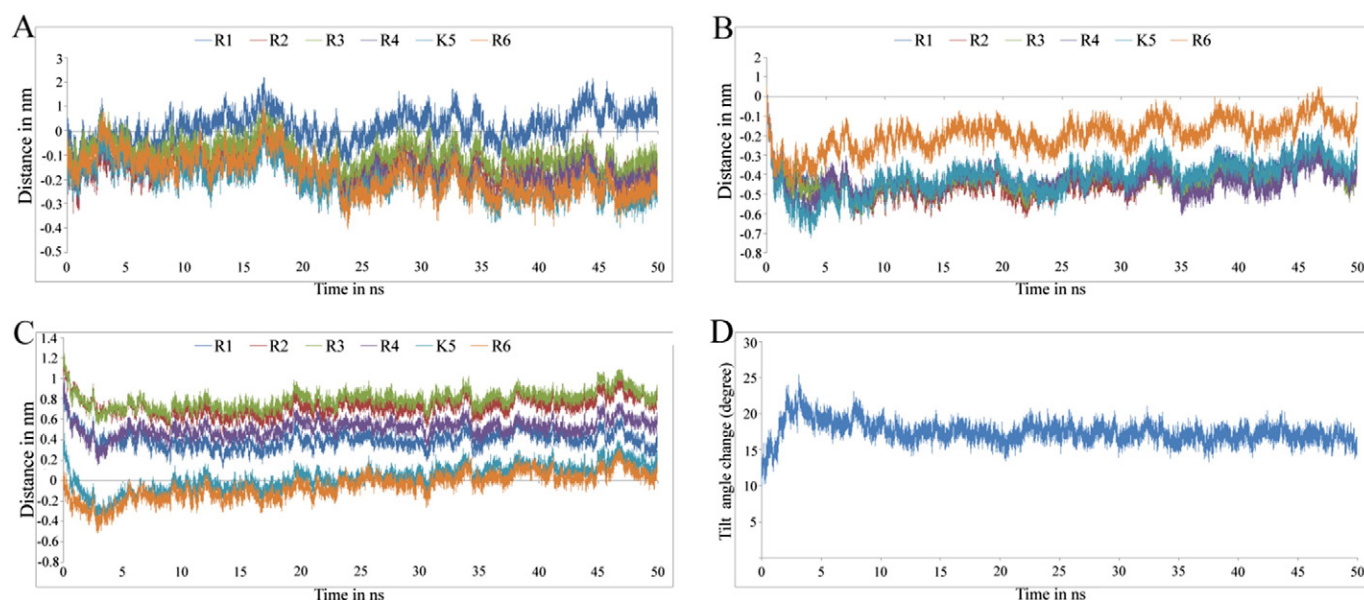 A
R1 R2 R3 R4 K5 R6
Distance in nm
3
2
1
0
-0.1
-0.2
-0.3
-0.4
-0.5
0 5 10 15 20 25 30 35 40 45 50
Time in ns
B
R1 R2 R3 R4 K5 R6
Distance in nm
2
1
0
-0.1
-0.2
-0.3
-0.4
-0.5
-0.6
-0.7
-0.8
0 5 10 15 20 25 30 35 40 45 50
Time in ns
C
R1 R2 R3 R4 K5 R6
Distance in nm
1.4
1.2
1
0.8
0.6
0.4
0.2
0
-0.2
-0.4
-0.6
-0.8
0 5 10 15 20 25 30 35 40 45 50
Time in ns
D
Tilt angle change (degree)
30
25
20
15
10
5
0 5 10 15 20 25 30 35 40 45 50
Time in ns